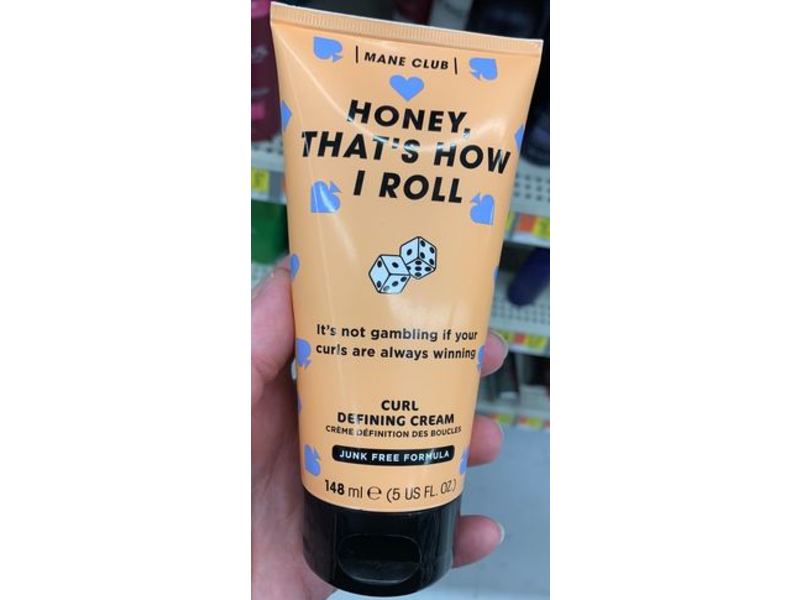 MANE CLUB
HONEY,
THAT'S HOW
I ROLL
It's not gambling if your
curls are always winning
CURL
DEFINING CREAM
CRÈME DÉFINITION DES BOUCLES
JUNK FREE FORMULA
148 ml e (5 US FL. OZ.)